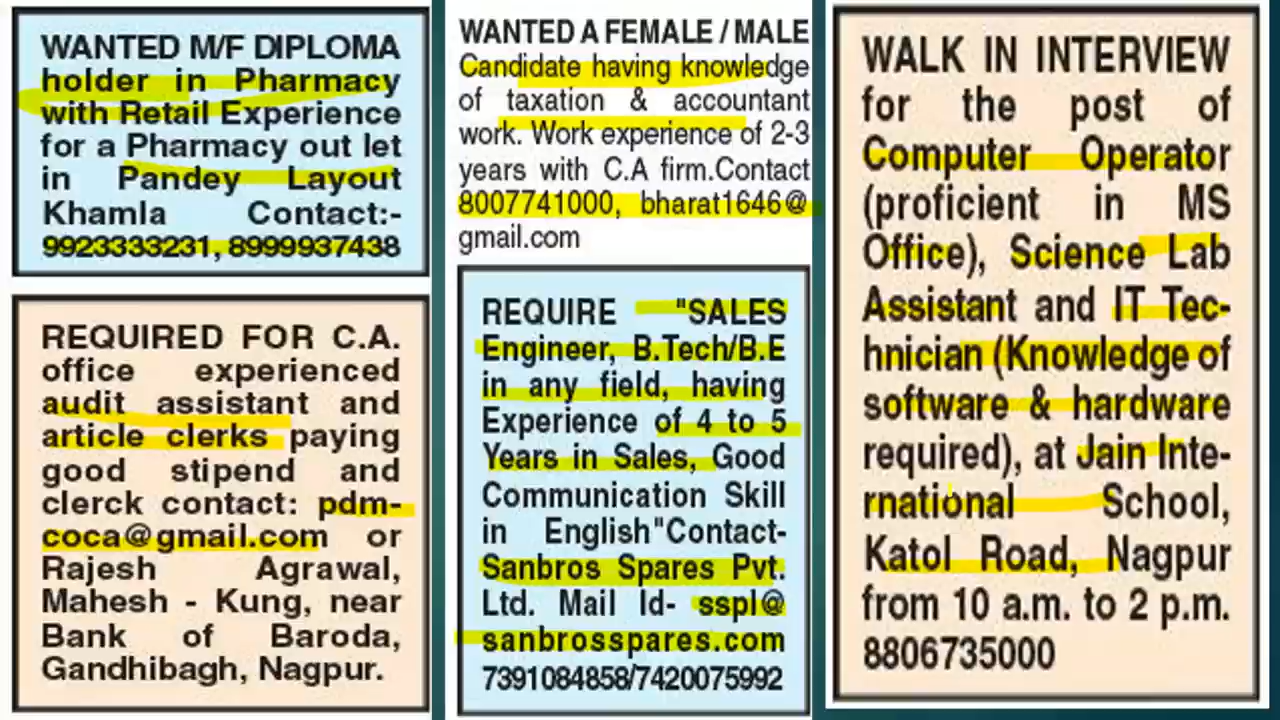 WANTED M/F DIPLOMA
holder in Pharmacy
with Retail Experience
for a Pharmacy out let
in Pandey Layout
Khamla Contact:-
9923333231, 8999937438
REQUIRED FOR C.A.
office experienced
audit assistant and
article clerks paying
good stipend and
clerck contact: pdm-
coca@gmail.com or
Rajesh Agrawal,
Mahesh - Kung, near
Bank of Baroda,
Gandhibagh, Nagpur.
WANTED A FEMALE / MALE
Candidate having knowledge
of taxation & accountant
work. Work experience of 2-3
years with C.A firm.Contact
8007741000, bharat1646@
gmail.com
REQUIRE "SALES
Engineer, B.Tech/B.E
in any field, having
Experience of 4 to 5
Years in Sales, Good
Communication Skill
in English"Contact-
Sanbros Spares Pvt.
Ltd. Mail Id- sspl@
sanbrosspares.com
7391084858/7420075992
WALK IN INTERVIEW
for the post of
Computer Operator
(proficient in MS
Office), Science Lab
Assistant and IT Tec-
hnician (Knowledge of
software & hardware
required), at Jain Inte-
rnational School,
Katol Road, Nagpur
from 10 a.m. to 2 p.m.
8806735000